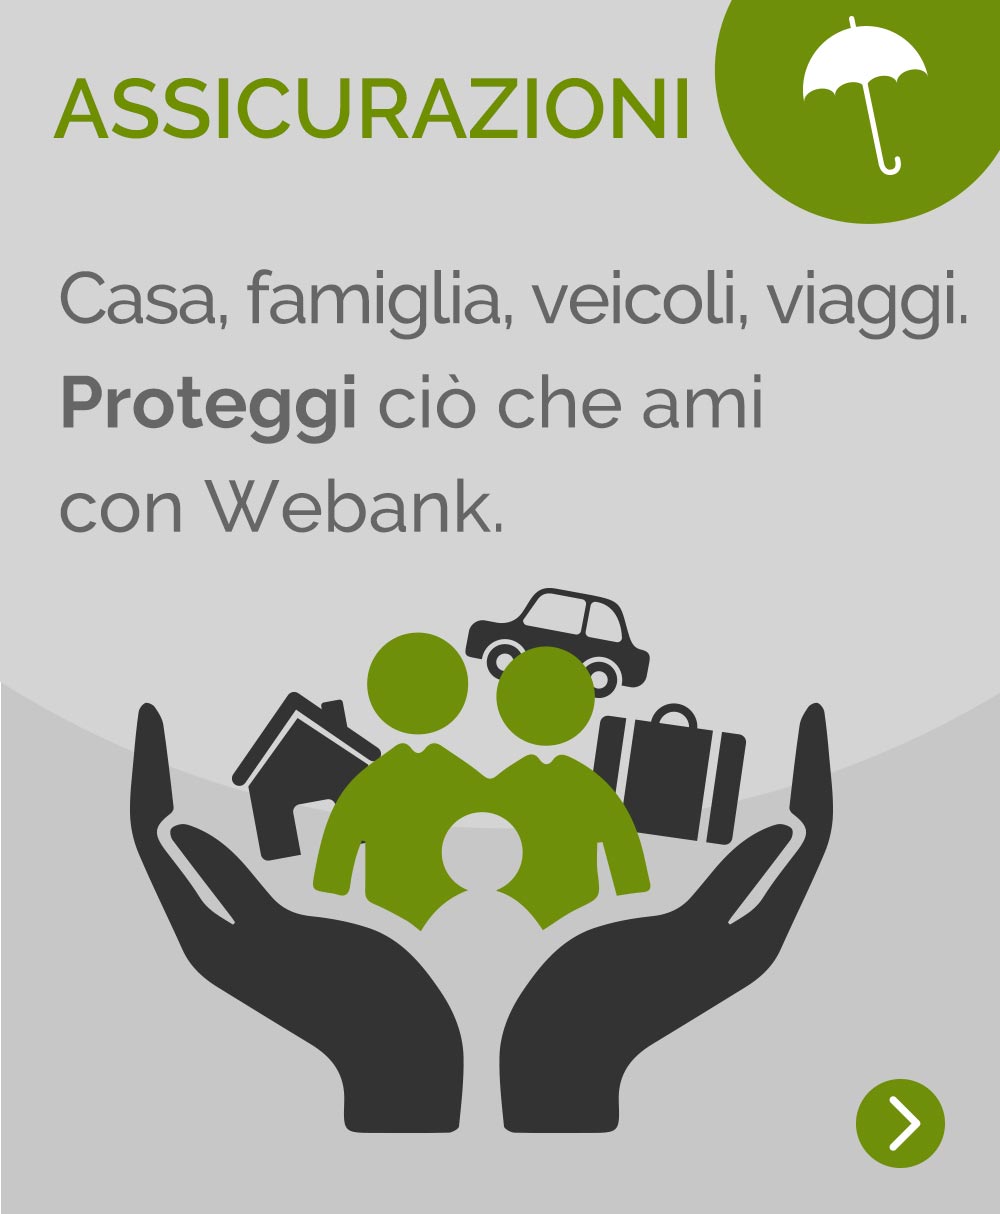 ASSICURAZIONI
Casa, famiglia, veicoli, viaggi.
Proteggi ciò che ami
con Webank.